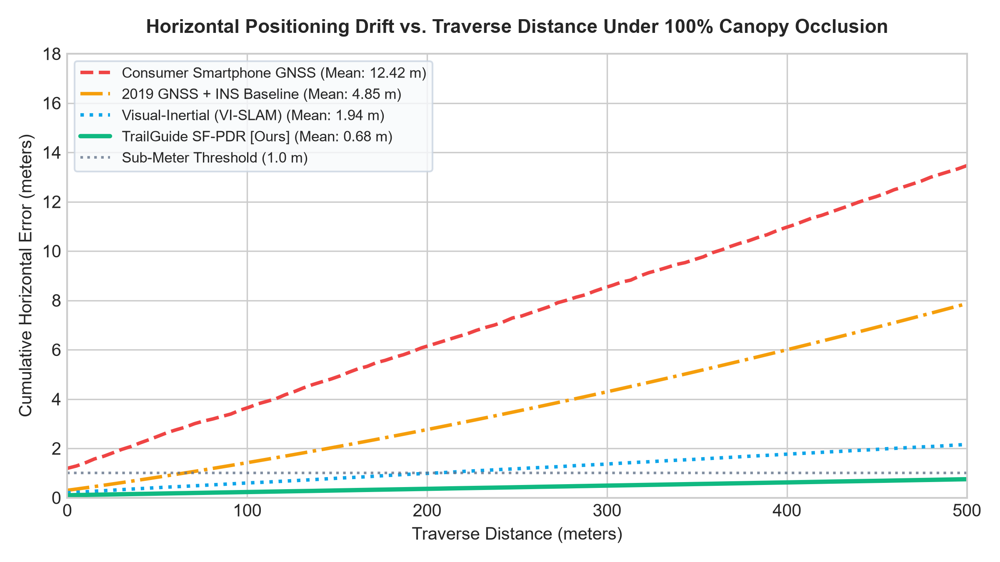 Horizontal Positioning Drift vs. Traverse Distance Under 100% Canopy Occlusion
Cumulative Horizontal Error (meters)
18
16
14
12
10
8
6
4
2
0
Consumer Smartphone GNSS (Mean: 12.42 m)
2019 GNSS + INS Baseline (Mean: 4.85 m)
Visual-Inertial (VI-SLAM) (Mean: 1.94 m)
TrailGuide SF-PDR [Ours] (Mean: 0.68 m)
Sub-Meter Threshold (1.0 m)
0 100 200 300 400 500
Traverse Distance (meters)